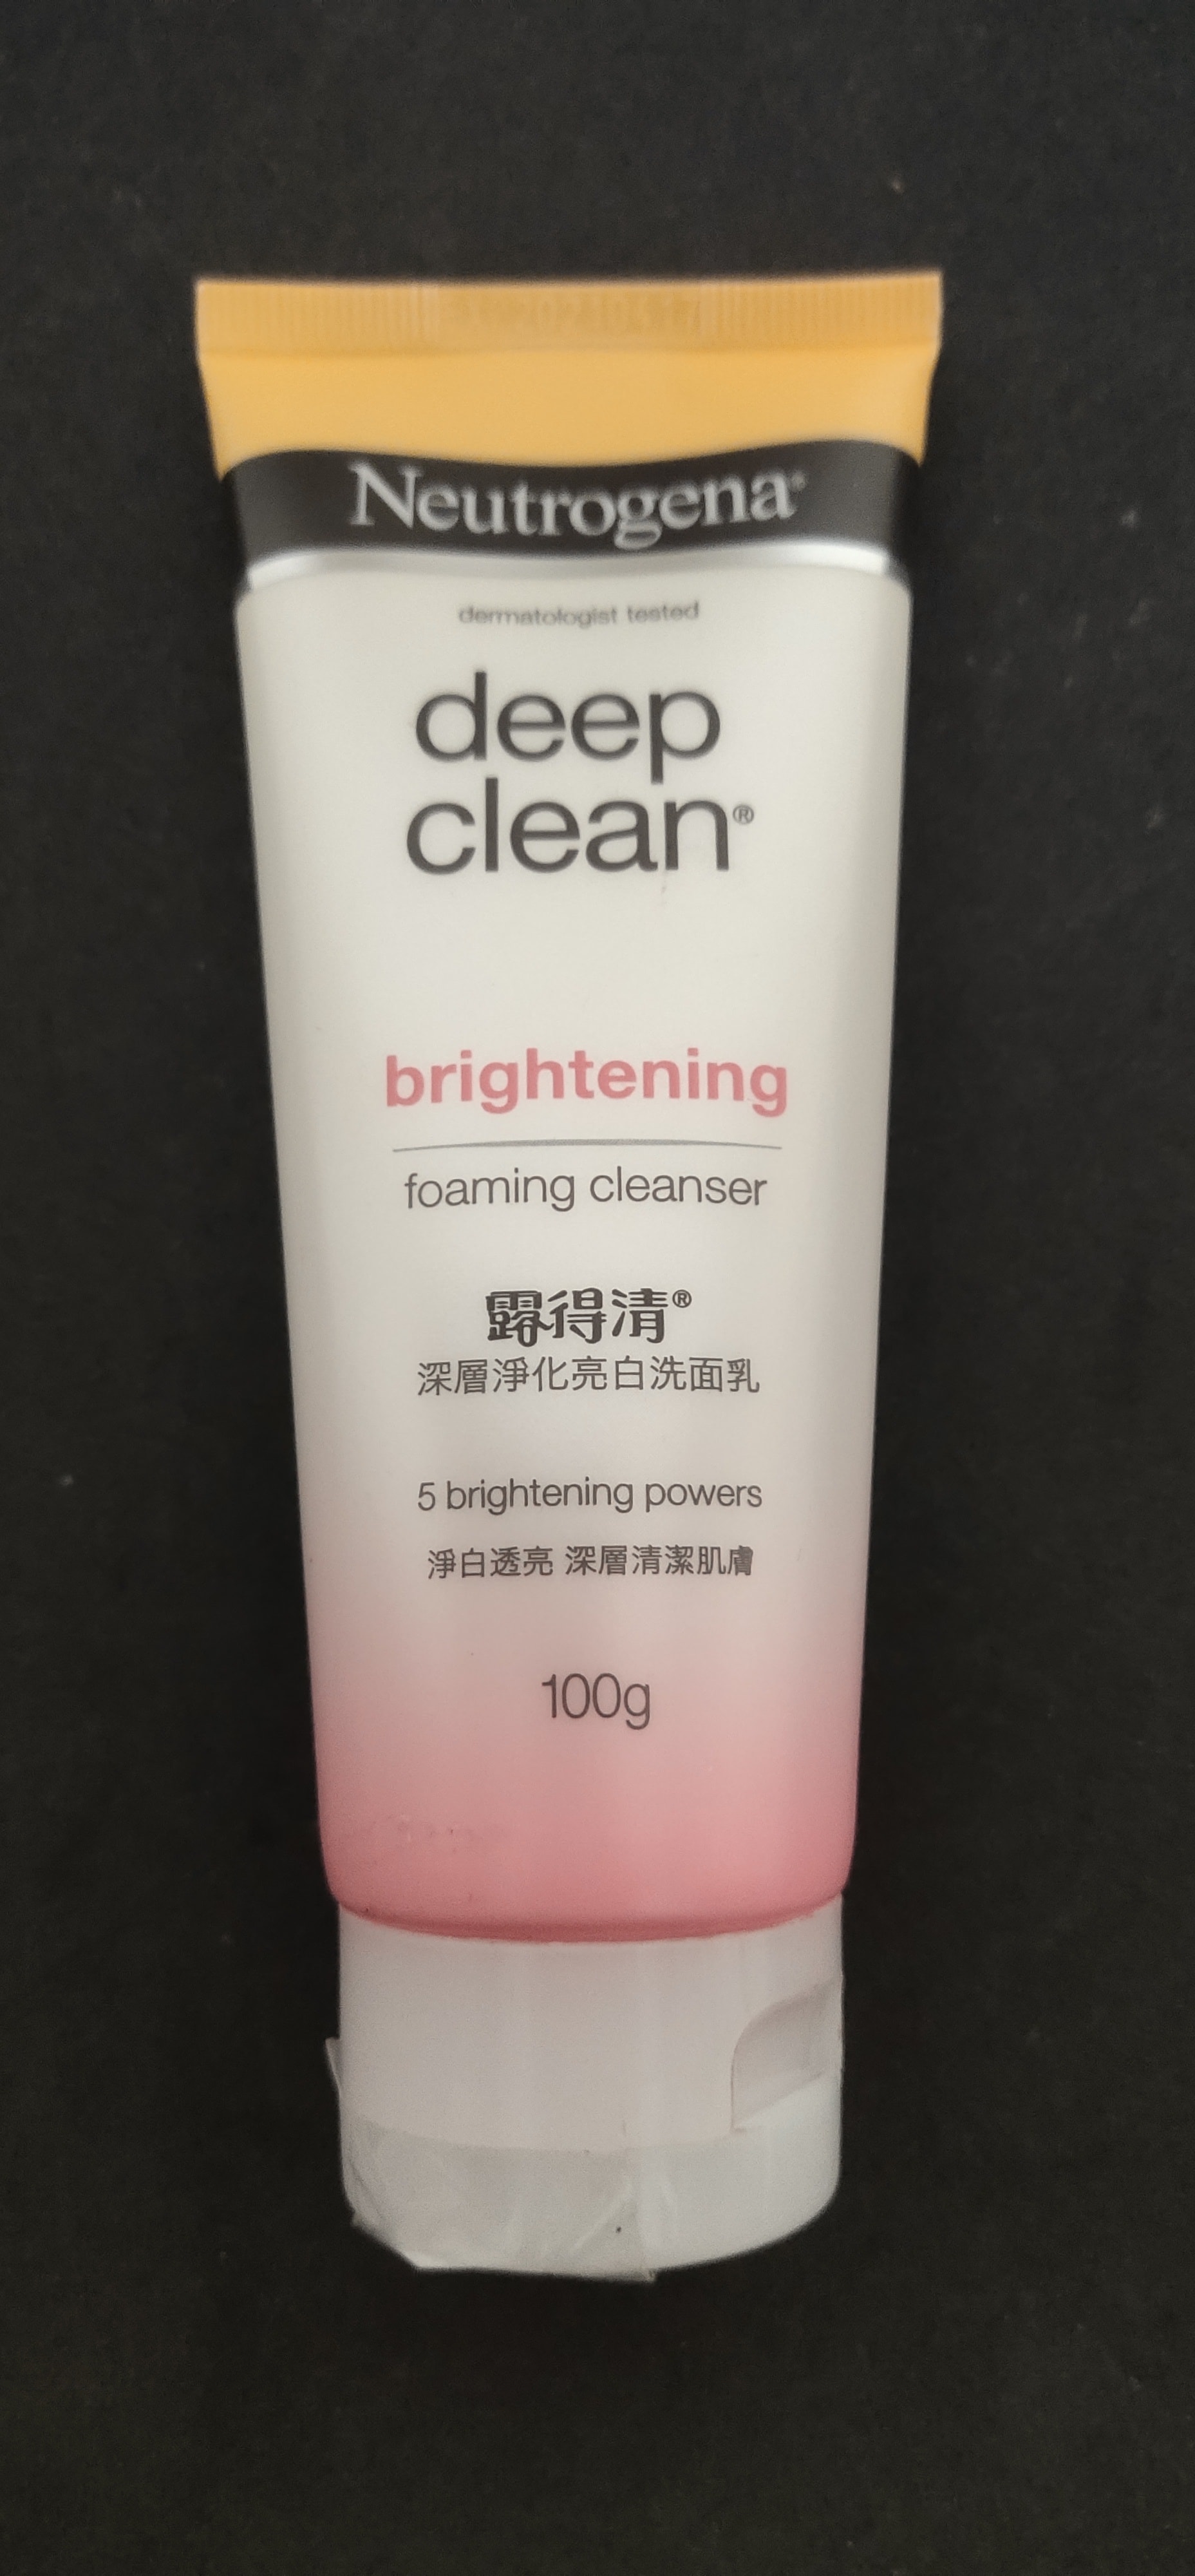 Neutrogena®
dermatologist tested
deep
clean®
brightening
foaming cleanser
露得清®
深層淨化亮白洗面乳
5 brightening powers
淨白透亮 深層清潔肌膚
100g